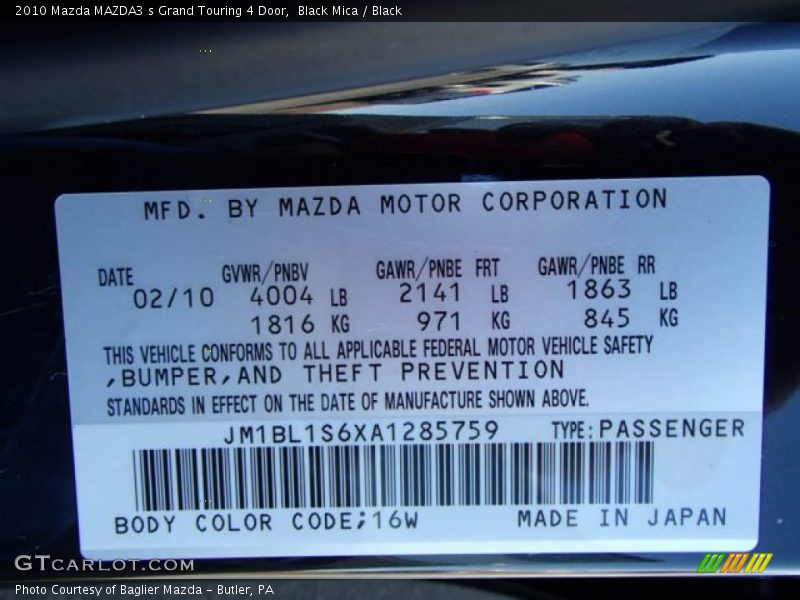 2010 Mazda MAZDA3 s Grand Touring 4 Door,  Black Mica / Black
MFD. BY MAZDA MOTOR CORPORATION
DATE GVWR/PNBV GAWR/PNBE FRT GAWR/PNBE RR
02/10 4004 LB 2141 LB 1863 LB
1816 KG 971 KG 845 KG
THIS VEHICLE CONFORMS TO ALL APPLICABLE FEDERAL MOTOR VEHICLE SAFETY
,BUMPER,AND THEFT PREVENTION
STANDARDS IN EFFECT ON THE DATE OF MANUFACTURE SHOWN ABOVE.
JM1BL1S6XA1285759 TYPE:PASSENGER
BODY COLOR CODE;16W MADE IN JAPAN
GTCARLOT.COM
Photo Courtesy of Baglier Mazda - Butler, PA